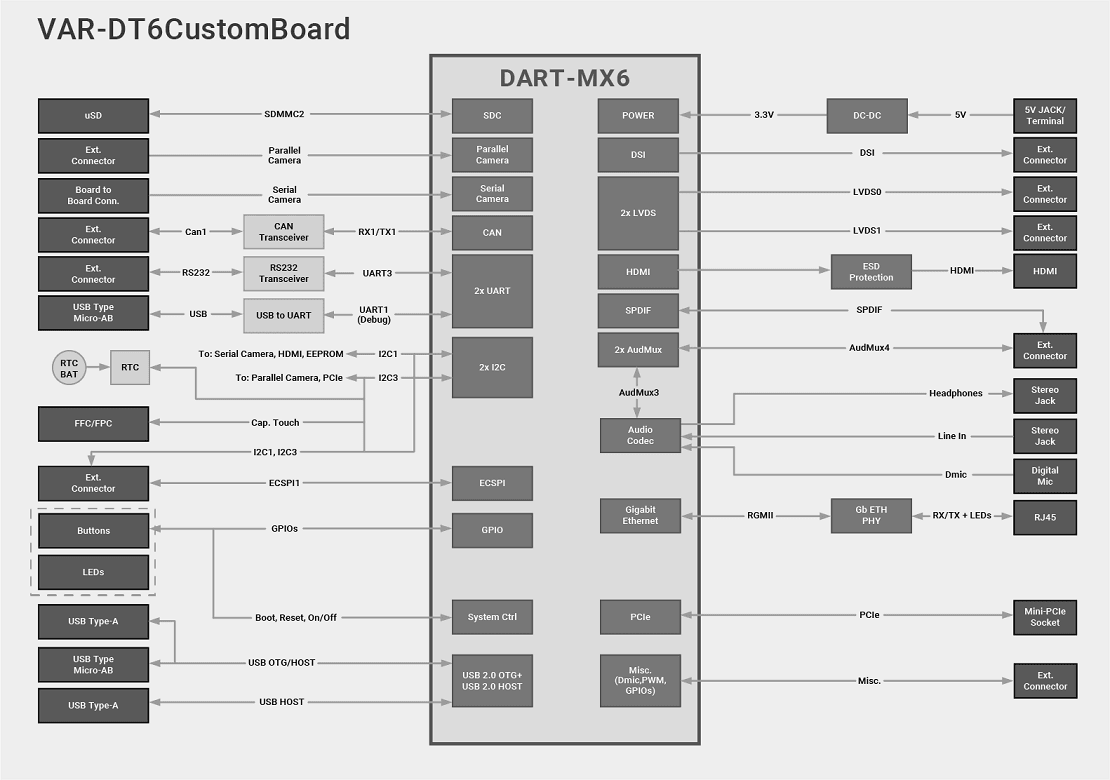 VAR-DT6CustomBoard
DART-MX6
uSD
SDMMC2
SDC
Ext.
Connector
Parallel
Camera
Parallel
Camera
Board to
Board Conn.
Serial
Camera
Serial
Camera
Ext.
Connector
Can1
CAN
Transceiver
RX1/TX1
CAN
Ext.
Connector
RS232
RS232
Transceiver
UART3
2x UART
USB Type
Micro-AB
USB
USB to UART
UART1
(Debug)
RTC
BAT
RTC
To: Serial Camera, HDMI, EEPROM
I2C1
To: Parallel Camera, PCIe
I2C3
2x I2C
FFC/FPC
Cap. Touch
I2C1, I2C3
Ext.
Connector
ECSPI1
ECSPI
Buttons
GPIOs
GPIO
LEDs
Boot, Reset, On/Off
System Ctrl
USB Type-A
USB Type
Micro-AB
USB OTG/HOST
USB 2.0 OTG+
USB 2.0 HOST
USB Type-A
USB HOST
POWER
3.3V
DC-DC
5V
5V JACK/
Terminal
DSI
DSI
Ext.
Connector
2x LVDS
LVDS0
Ext.
Connector
LVDS1
Ext.
Connector
HDMI
ESD
Protection
HDMI
HDMI
SPDIF
SPDIF
2x AudMux
AudMux4
Ext.
Connector
AudMux3
Audio
Codec
Headphones
Stereo
Jack
Line In
Stereo
Jack
Dmic
Digital
Mic
Gigabit
Ethernet
RGMII
Gb ETH
PHY
RX/TX + LEDs
RJ45
PCIe
PCIe
Mini-PCIe
Socket
Misc.
(Dmic,PWM,
GPIOs)
Misc.
Ext.
Connector